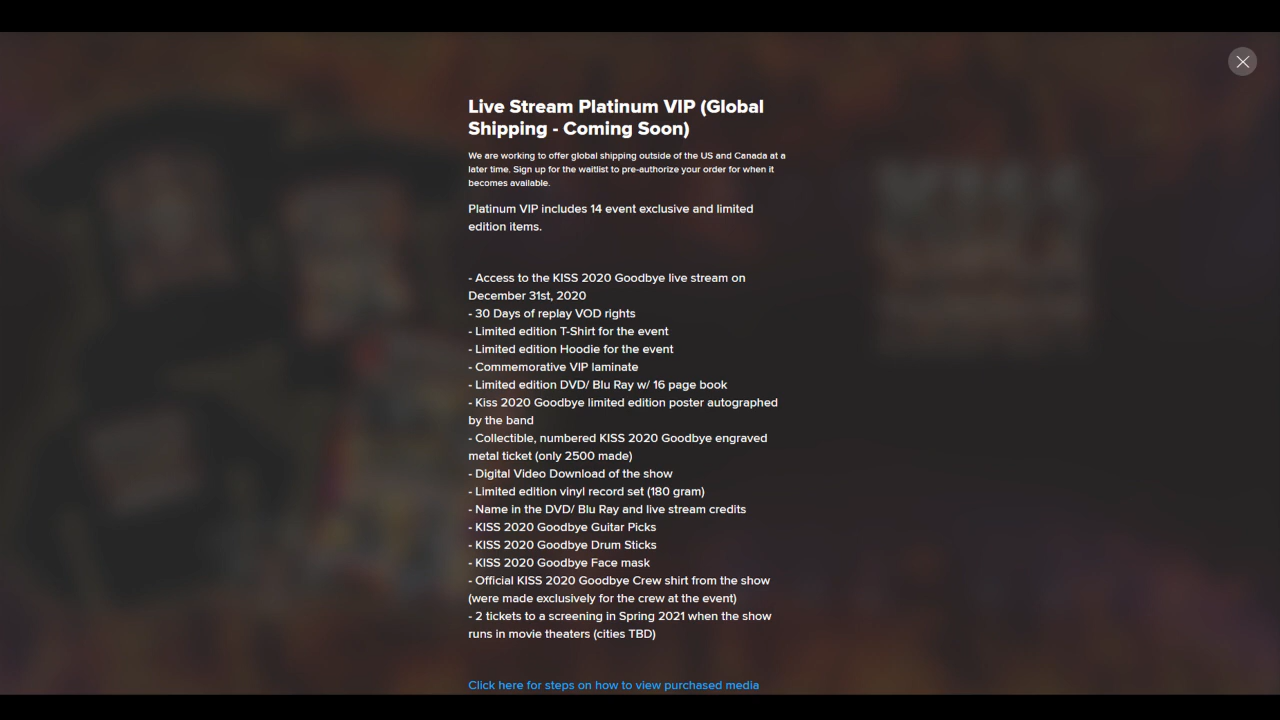 Live Stream Platinum VIP (Global
Shipping - Coming Soon)
We are working to offer global shipping outside of the US and Canada at a
later time. Sign up for the waitlist to pre-authorize your order for when it
becomes available.
Platinum VIP includes 14 event exclusive and limited
edition items.
- Access to the KISS 2020 Goodbye live stream on
December 31st, 2020
- 30 Days of replay VOD rights
- Limited edition T-Shirt for the event
- Limited edition Hoodie for the event
- Commemorative VIP laminate
- Limited edition DVD/ Blu Ray w/ 16 page book
- Kiss 2020 Goodbye limited edition poster autographed
by the band
- Collectible, numbered KISS 2020 Goodbye engraved
metal ticket (only 2500 made)
- Digital Video Download of the show
- Limited edition vinyl record set (180 gram)
- Name in the DVD/ Blu Ray and live stream credits
- KISS 2020 Goodbye Guitar Picks
- KISS 2020 Goodbye Drum Sticks
- KISS 2020 Goodbye Face mask
- Official KISS 2020 Goodbye Crew shirt from the show
(were made exclusively for the crew at the event)
- 2 tickets to a screening in Spring 2021 when the show
runs in movie theaters (cities TBD)
Click here for steps on how to view purchased media